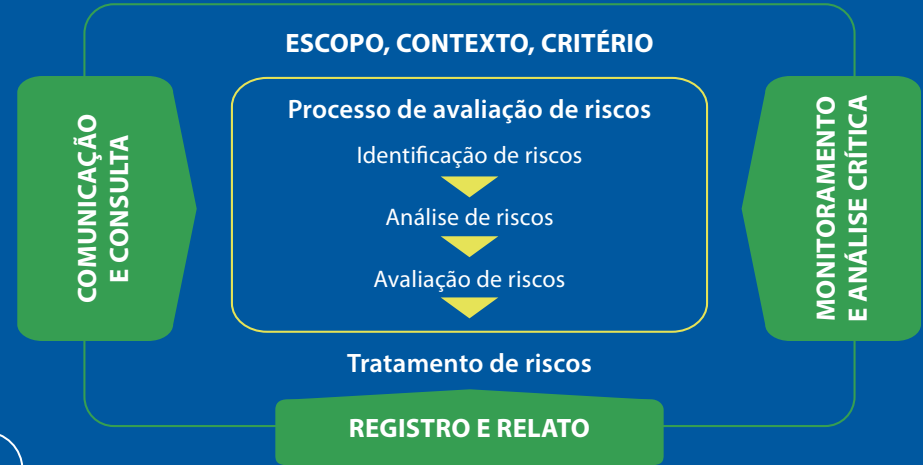 ESCOPO, CONTEXTO, CRITÉRIO
COMUNICAÇÃO
E CONSULTA
Processo de avaliação de riscos
Identificação de riscos
Análise de riscos
Avaliação de riscos
MONITORAMENTO
E ANÁLISE CRÍTICA
Tratamento de riscos
REGISTRO E RELATO